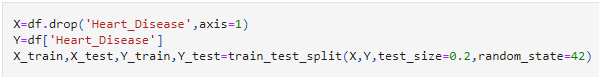 X=df.drop('Heart_Disease',axis=1)
Y=df['Heart_Disease']
X_train,X_test,Y_train,Y_test=train_test_split(X,Y,test_size=0.2,random_state=42)